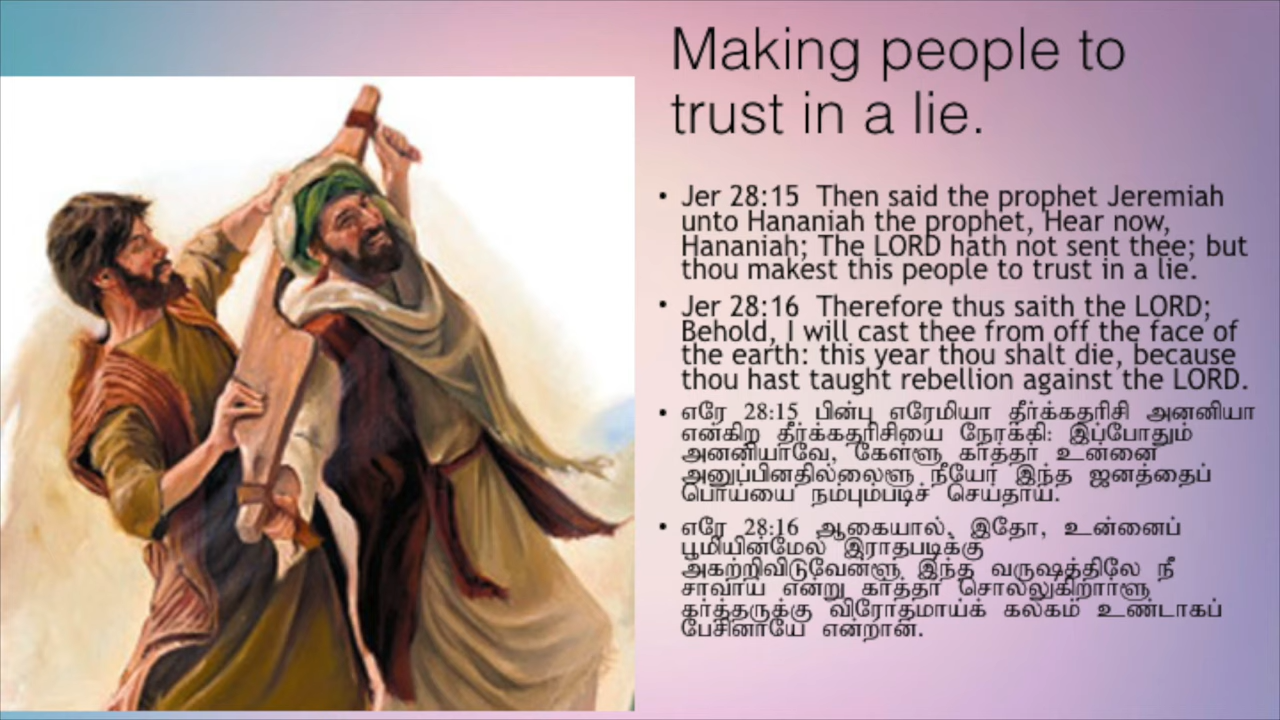 Making people to
trust in a lie.
• Jer 28:15 Then said the prophet Jeremiah
unto Hananiah the prophet, Hear now,
Hananiah; The LORD hath not sent thee; but
thou makest this people to trust in a lie.
• Jer 28:16 Therefore thus saith the LORD;
Behold, I will cast thee from off the face of
the earth: this year thou shalt die, because
thou hast taught rebellion against the LORD.
• எரே 28:15 பின்பு எரேமியா தீர்க்கதரிசி அனனியா
என்கிற தீர்க்கதரிசியை நோக்கி: இப்போதும்
அனனியாவே, கேள்ளு கர்த்தர் உன்னை
அனுப்பினதில்லைளு நீயோ இந்த ஜனத்தைப்
பொய்யை நம்பும்படிச் செய்தாய்.
• எரே 28:16 ஆகையால், இதோ, உன்னைப்
பூமியின்மேல் இராதபடிக்கு
அகற்றிவிடுவேன்ளு இந்த வருஷத்திலே நீ
சாவாய் என்று கர்த்தர் சொல்லுகிறார்ளு
கர்த்தருக்கு விரோதமாய்க் கலகம் உண்டாகப்
பேசினாயே என்றான்.